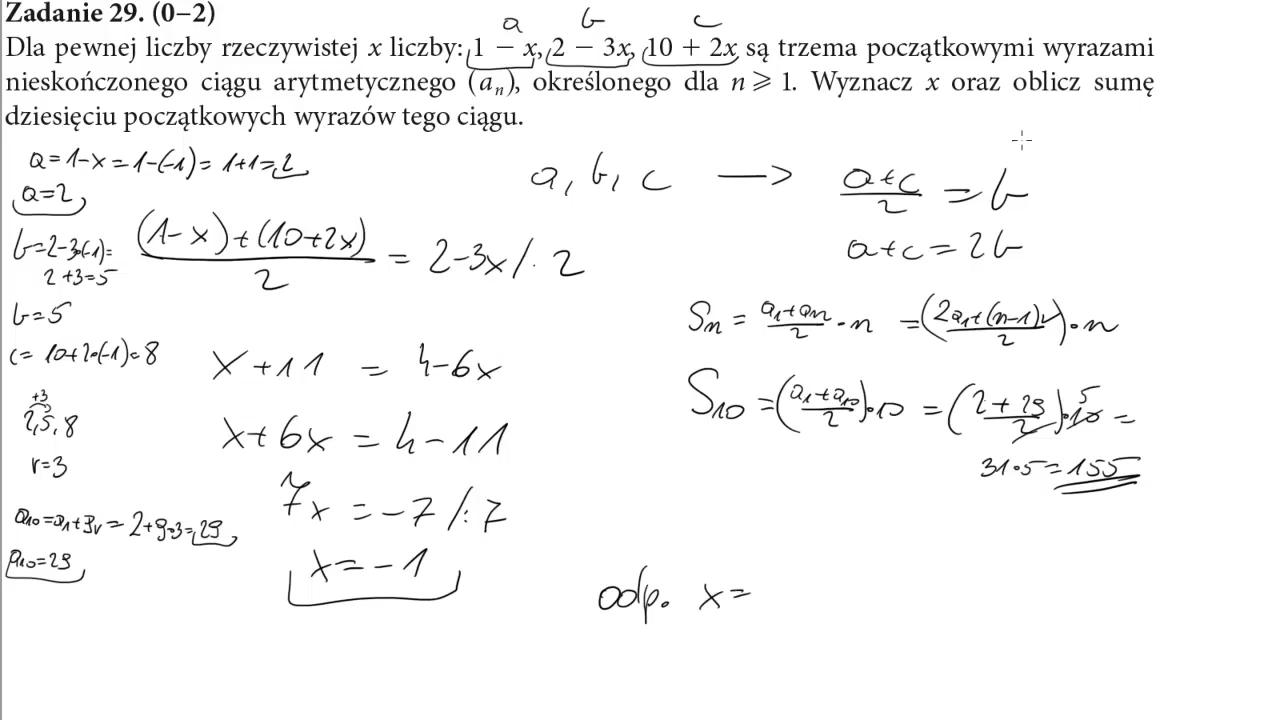 Zadanie 29. (0–2)
a b c
Dla pewnej liczby rzeczywistej x liczby: 1 − x, 2 − 3x, 10 + 2x są trzema początkowymi wyrazami
nieskończonego ciągu arytmetycznego (aₙ), określonego dla n ⩾ 1. Wyznacz x oraz oblicz sumę
dziesięciu początkowych wyrazów tego ciągu.
a=1-x=1-(-1)=1+1=2
a=2
b=2-3·(-1)=
2+3=5
b=5
c=10+2·(-1)=8
+3
2,5,8
r=3
a₁₀=a₁+9r=2+9·3=29
a₁₀=29
((1-x)+(10+2x))/2 = 2-3x /·2
x+11 = 4-6x
x+6x = 4-11
7x = -7 /:7
x=-1
a, b, c → (a+c)/2 = b
a+c=2b
Sn = (a₁+an)/2 · n = ((2a₁+(n-1)r)/2)·n
S₁₀ = ((a₁+a₁₀)/2)·10 = ((2+29)/2)·10 5 =
31·5=155
odp. x=